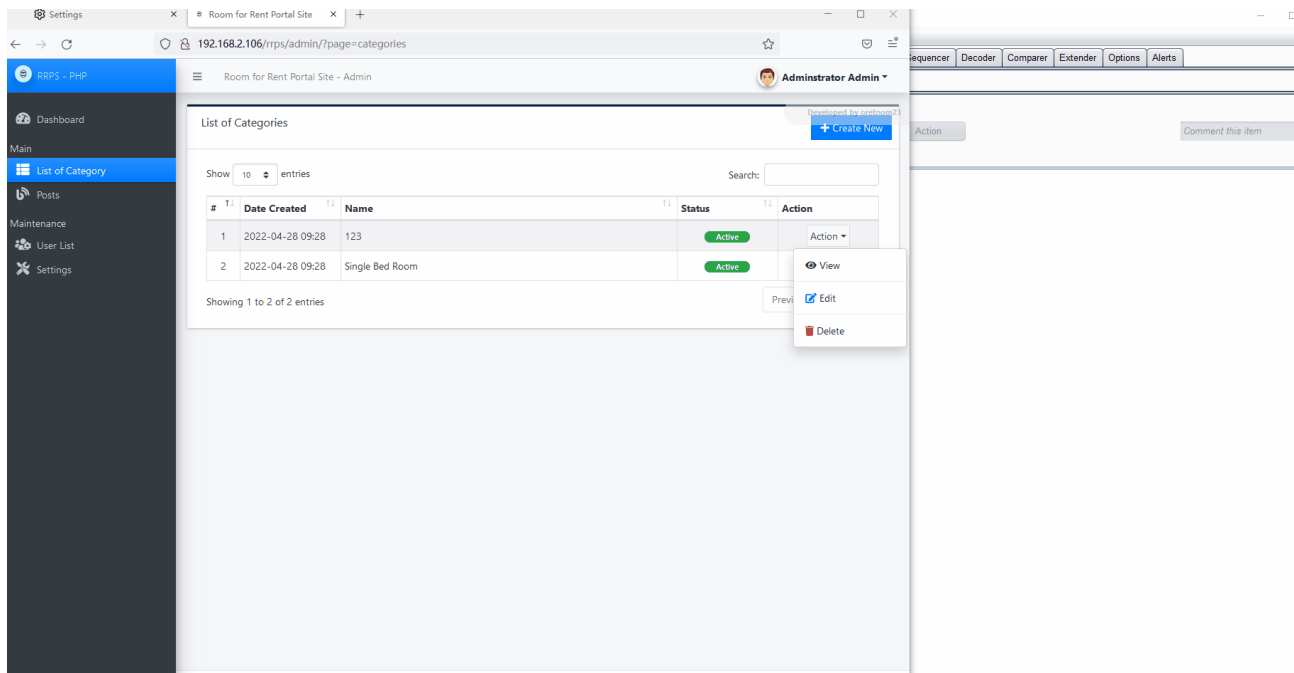 Settings
Room for Rent Portal Site
192.168.2.106/rrps/admin/?page=categories
Sequencer Decoder Comparer Extender Options Alerts
RRPS - PHP
Room for Rent Portal Site - Admin
Adminstrator Admin
Dashboard
Main
List of Category
Posts
Maintenance
User List
Settings
List of Categories
Developed by oretnom23
Create New
Action
Comment this item
Show 10 entries
Search:
# Date Created Name Status Action
1 2022-04-28 09:28 123 Active Action
2 2022-04-28 09:28 Single Bed Room Active
View
Showing 1 to 2 of 2 entries
Previ
Edit
Delete